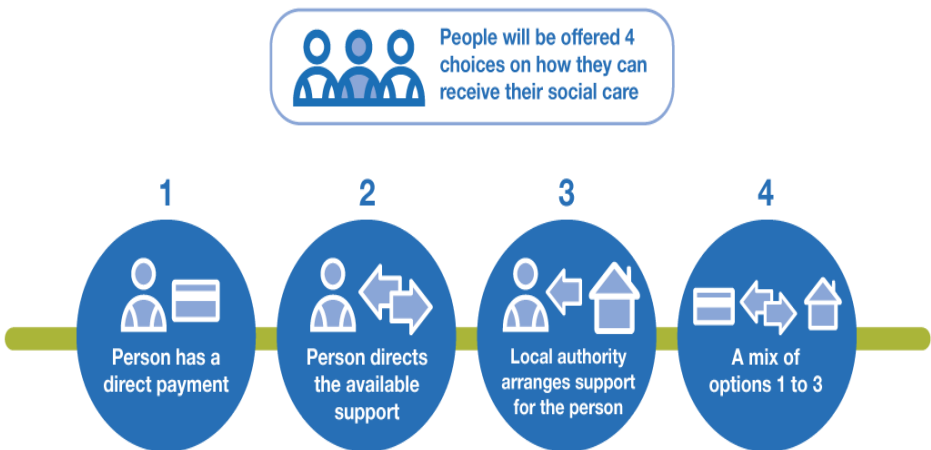 People will be offered 4
choices on how they can
receive their social care
1
Person has a
direct payment
2
Person directs
the available
support
3
Local authority
arranges support
for the person
4
A mix of
options 1 to 3